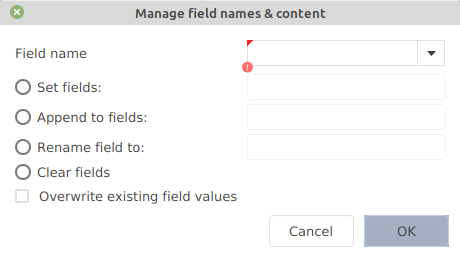 Manage field names & content
Field name
Set fields:
Append to fields:
Rename field to:
Clear fields
Overwrite existing field values
Cancel
OK